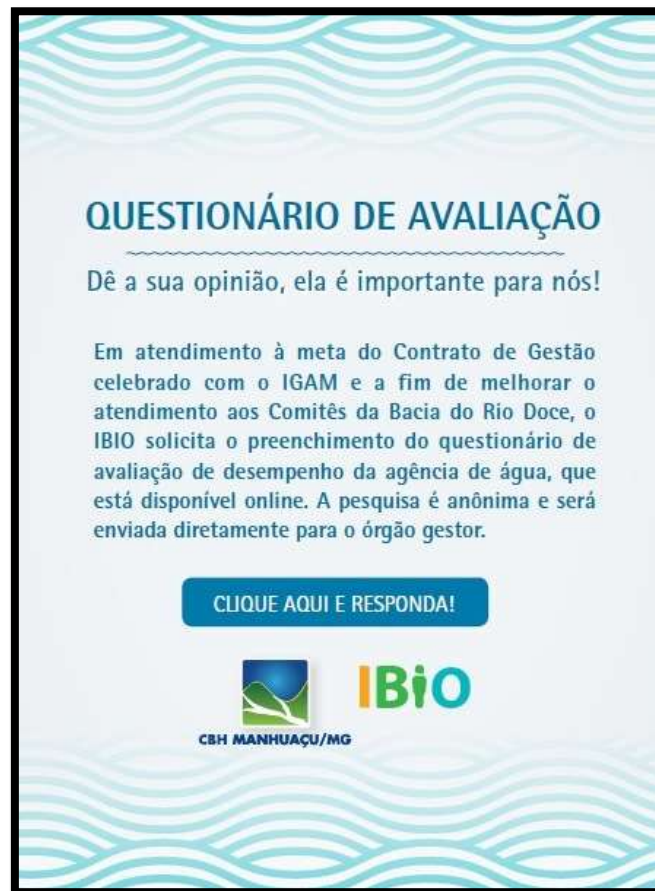 QUESTIONÁRIO DE AVALIAÇÃO
Dê a sua opinião, ela é importante para nós!
Em atendimento à meta do Contrato de Gestão
celebrado com o IGAM e a fim de melhorar o
atendimento aos Comitês da Bacia do Rio Doce, o
IBIO solicita o preenchimento do questionário de
avaliação de desempenho da agência de água, que
está disponível online. A pesquisa é anônima e será
enviada diretamente para o órgão gestor.
CLIQUE AQUI E RESPONDA!
IBiO
CBH MANHUAÇU/MG